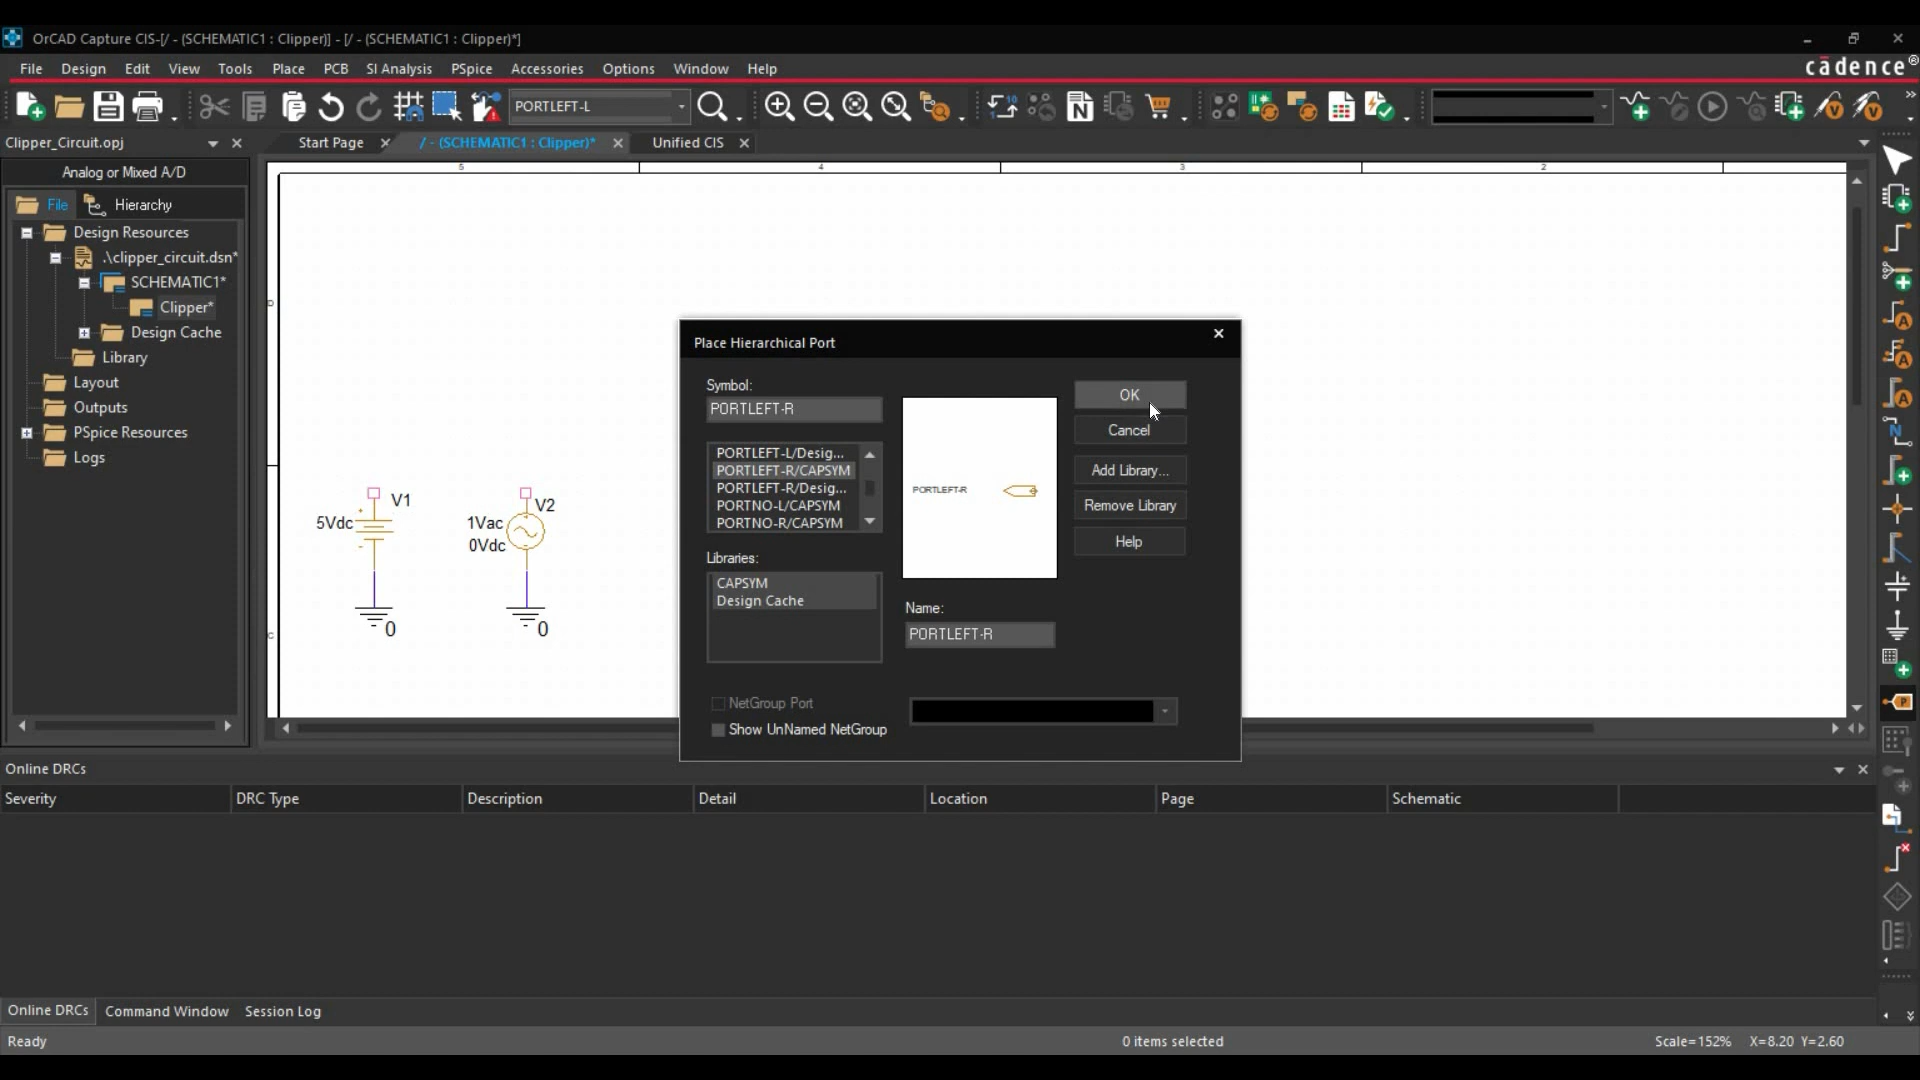 OrCAD Capture CIS-[/ - (SCHEMATIC1 : Clipper)] - [/ - (SCHEMATIC1 : Clipper)*]
File Design Edit View Tools Place PCB SI Analysis PSpice Accessories Options Window Help
cādence®
PORTLEFT-L
Clipper_Circuit.opj
Start Page
/ - (SCHEMATIC1 : Clipper)*
Unified CIS
Analog or Mixed A/D
File
Hierarchy
Design Resources
.\clipper_circuit.dsn*
SCHEMATIC1*
Clipper*
Design Cache
Library
Layout
Outputs
PSpice Resources
Logs
5 4 3 2
D
C
V1
5Vdc
0
V2
1Vac
0Vdc
0
Place Hierarchical Port
Symbol:
PORTLEFT-R
PORTLEFT-L/Desig...
PORTLEFT-R/CAPSYM
PORTLEFT-R/Desig...
PORTNO-L/CAPSYM
PORTNO-R/CAPSYM
Libraries:
CAPSYM
Design Cache
PORTLEFT-R
Name:
PORTLEFT-R
OK
Cancel
Add Library...
Remove Library
Help
NetGroup Port
Show UnNamed NetGroup
Online DRCs
Severity DRC Type Description Detail Location Page Schematic
Online DRCs Command Window Session Log
Ready
0 items selected
Scale=152% X=8.20 Y=2.60